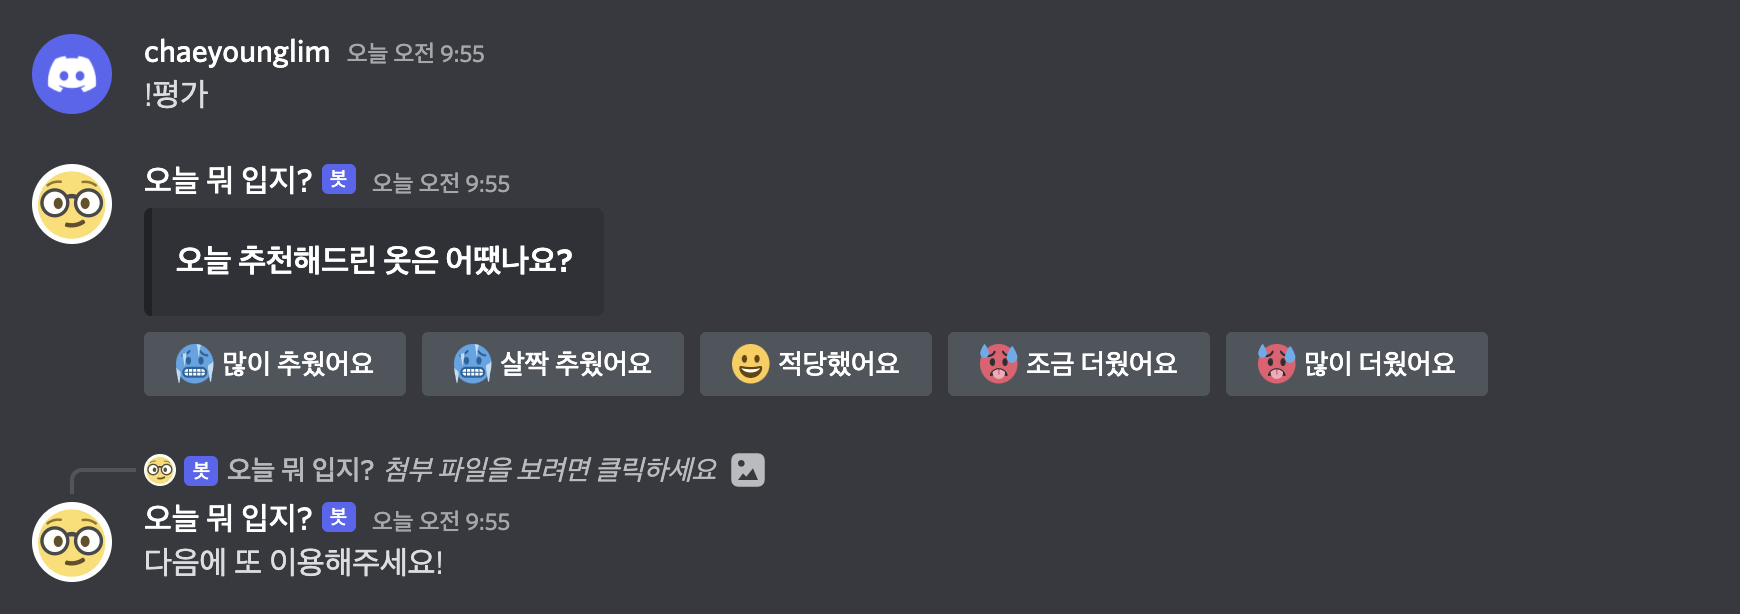 chaeyounglim 오늘 오전 9:55
!평가
오늘 뭐 입지? 봇 오늘 오전 9:55
오늘 추천해드린 옷은 어땠나요?
많이 추웠어요 살짝 추웠어요 적당했어요 조금 더웠어요 많이 더웠어요
봇 오늘 뭐 입지? 첨부 파일을 보려면 클릭하세요
오늘 뭐 입지? 봇 오늘 오전 9:55
다음에 또 이용해주세요!